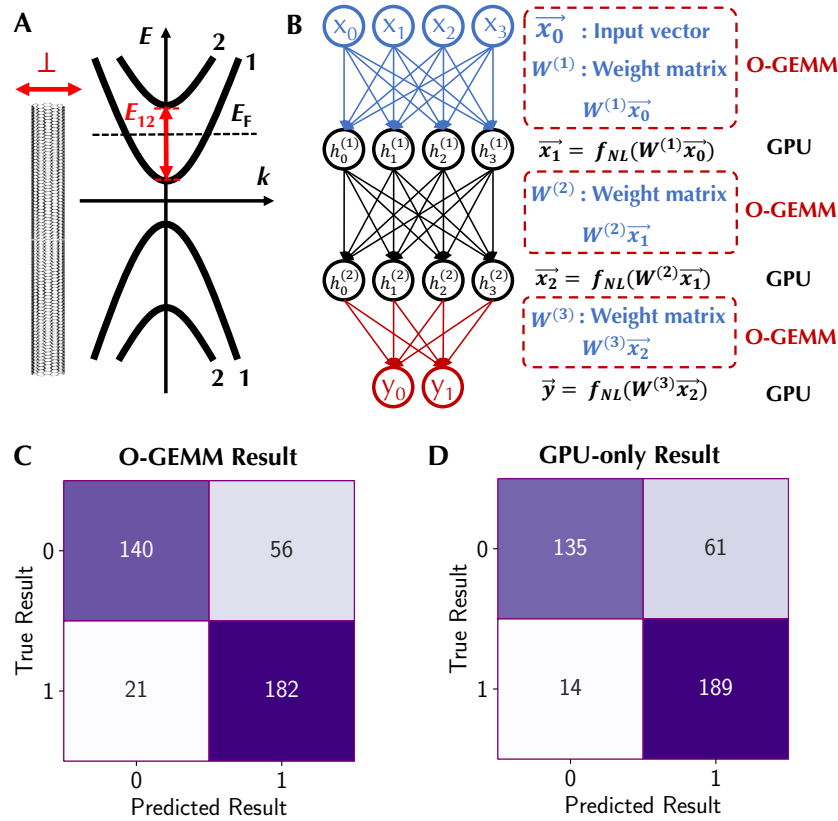 A
⊥
E
2
1
E₁₂
E_F
k
2
1
B
x₀ x₁ x₂ x₃
h₀⁽¹⁾ h₁⁽¹⁾ h₂⁽¹⁾ h₃⁽¹⁾
h₀⁽²⁾ h₁⁽²⁾ h₂⁽²⁾ h₃⁽²⁾
y₀ y₁
x₀⃗ : Input vector
W⁽¹⁾ : Weight matrix
W⁽¹⁾x₀⃗
O-GEMM
x₁⃗ = f_NL(W⁽¹⁾x₀⃗)
GPU
W⁽²⁾ : Weight matrix
W⁽²⁾x₁⃗
O-GEMM
x₂⃗ = f_NL(W⁽²⁾x₁⃗)
GPU
W⁽³⁾ : Weight matrix
W⁽³⁾x₂⃗
O-GEMM
y⃗ = f_NL(W⁽³⁾x₂⃗)
GPU
C
O-GEMM Result
True Result
0
140 56
1
21 182
0 1
Predicted Result
D
GPU-only Result
True Result
0
135 61
1
14 189
0 1
Predicted Result